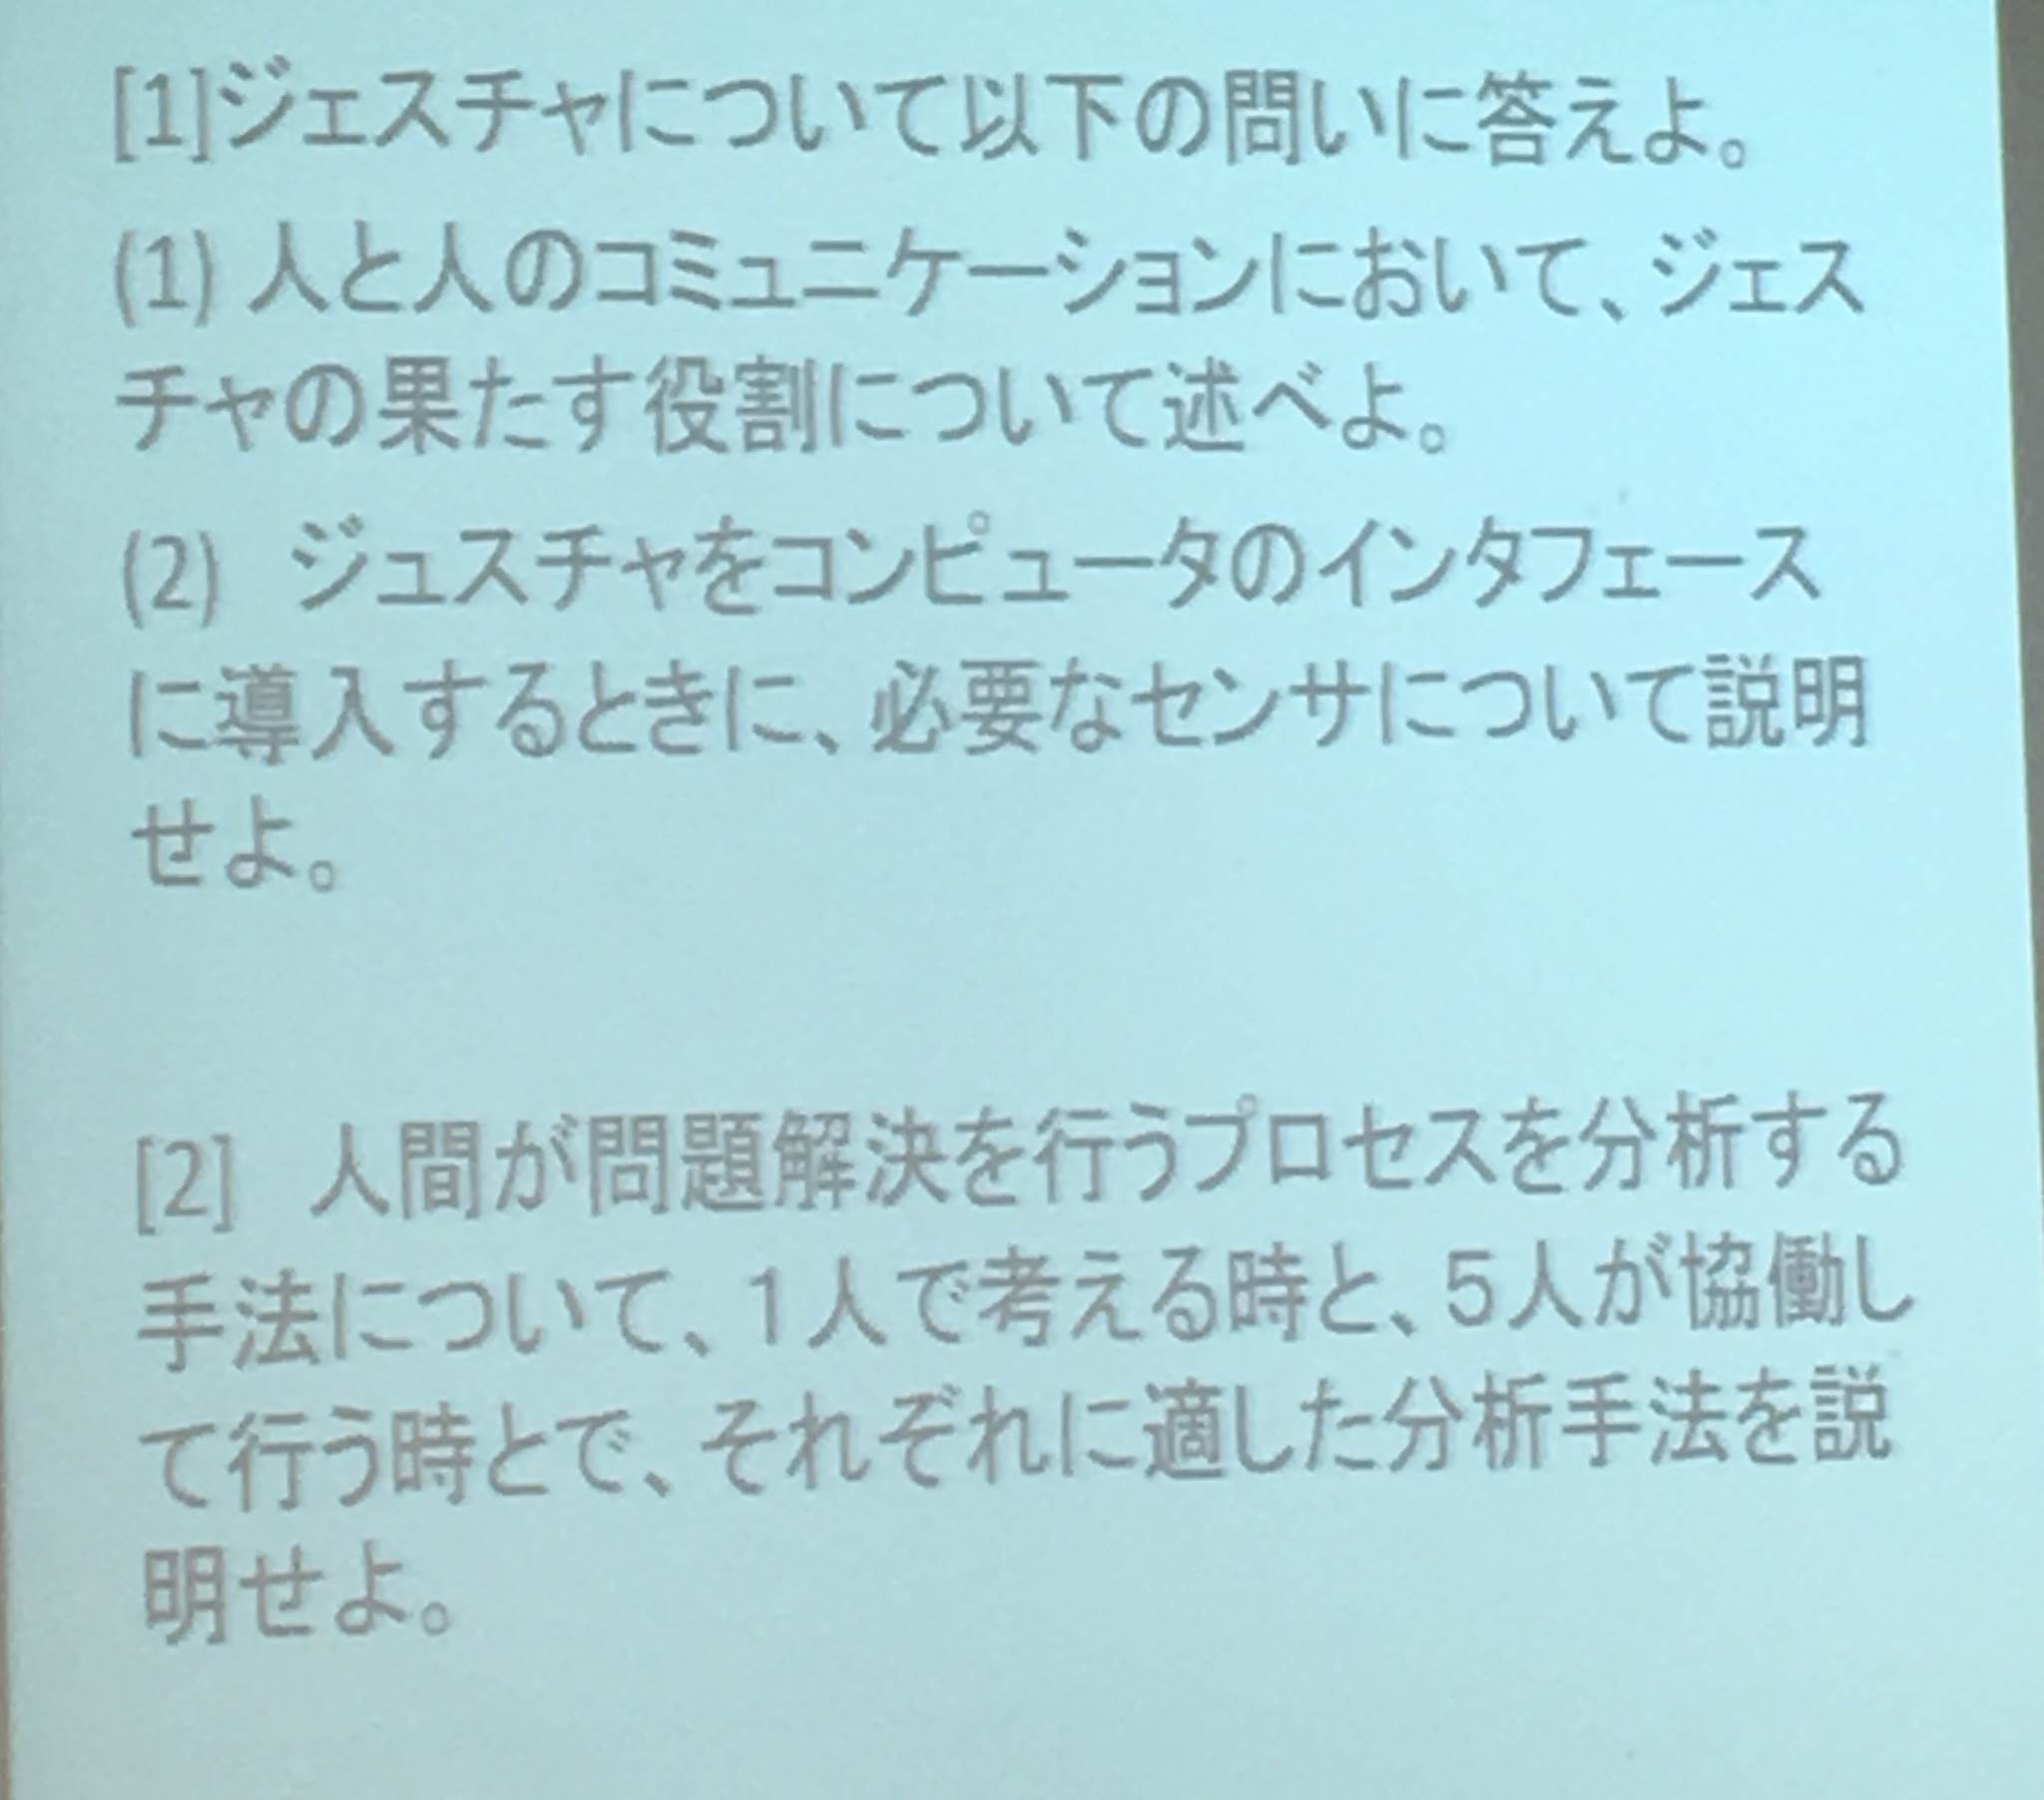 [1]ジェスチャについて以下の問いに答えよ。
(1) 人と人のコミュニケーションにおいて、ジェス
チャの果たす役割について述べよ。
(2)　ジュスチャをコンピュータのインタフェース
に導入するときに、必要なセンサについて説明
せよ。
[2]　人間が問題解決を行うプロセスを分析する
手法について、1人で考える時と、5人が協働し
て行う時とで、それぞれに適した分析手法を説
明せよ。